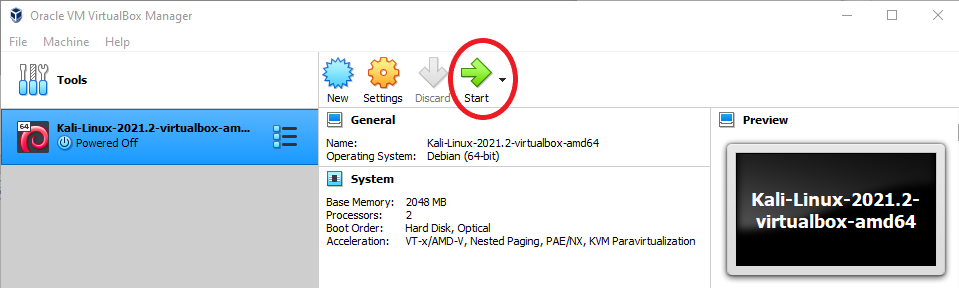 Oracle VM VirtualBox Manager
File Machine Help
Tools
New Settings Discard Start
64
Kali-Linux-2021.2-virtualbox-am...
Powered Off
General
Name: Kali-Linux-2021.2-virtualbox-amd64
Operating System: Debian (64-bit)
System
Base Memory: 2048 MB
Processors: 2
Boot Order: Hard Disk, Optical
Acceleration: VT-x/AMD-V, Nested Paging, PAE/NX, KVM Paravirtualization
Preview
Kali-Linux-2021.2-
virtualbox-amd64